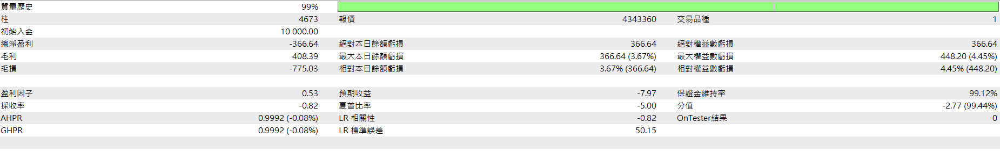 質量歷史 99%
柱 4673 報價 4343360 交易品種 1
初始入金 10 000.00
總淨盈利 -366.64 絕對本日餘額虧損 366.64 絕對權益數虧損 366.64
毛利 408.39 最大本日餘額虧損 366.64 (3.67%) 最大權益數虧損 448.20 (4.45%)
毛損 -775.03 相對本日餘額虧損 3.67% (366.64) 相對權益數虧損 4.45% (448.20)
盈利因子 0.53 預期收益 -7.97 保證金維持率 99.12%
採收率 -0.82 夏普比率 -5.00 分值 -2.77 (99.44%)
AHPR 0.9992 (-0.08%) LR 相關性 -0.82 OnTester結果 0
GHPR 0.9992 (-0.08%) LR 標準誤差 50.15